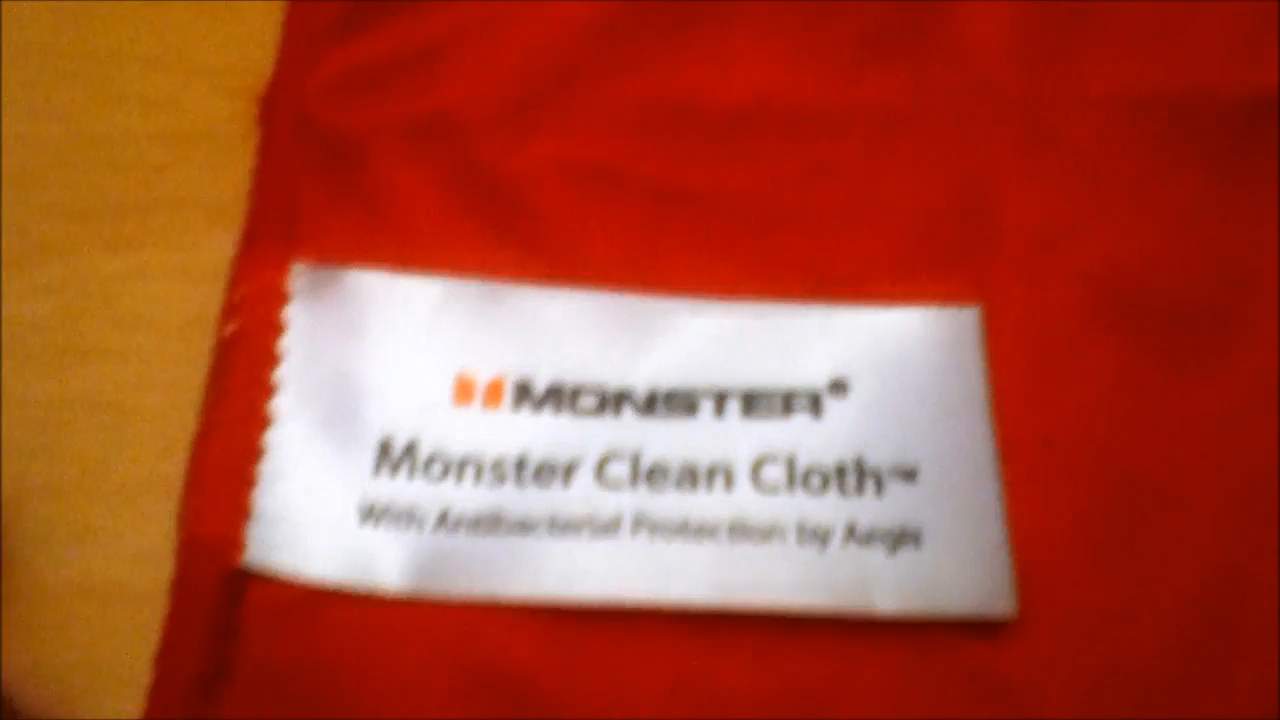 MONSTER®
Monster Clean Cloth™
With Antibacterial Protection by Aegis